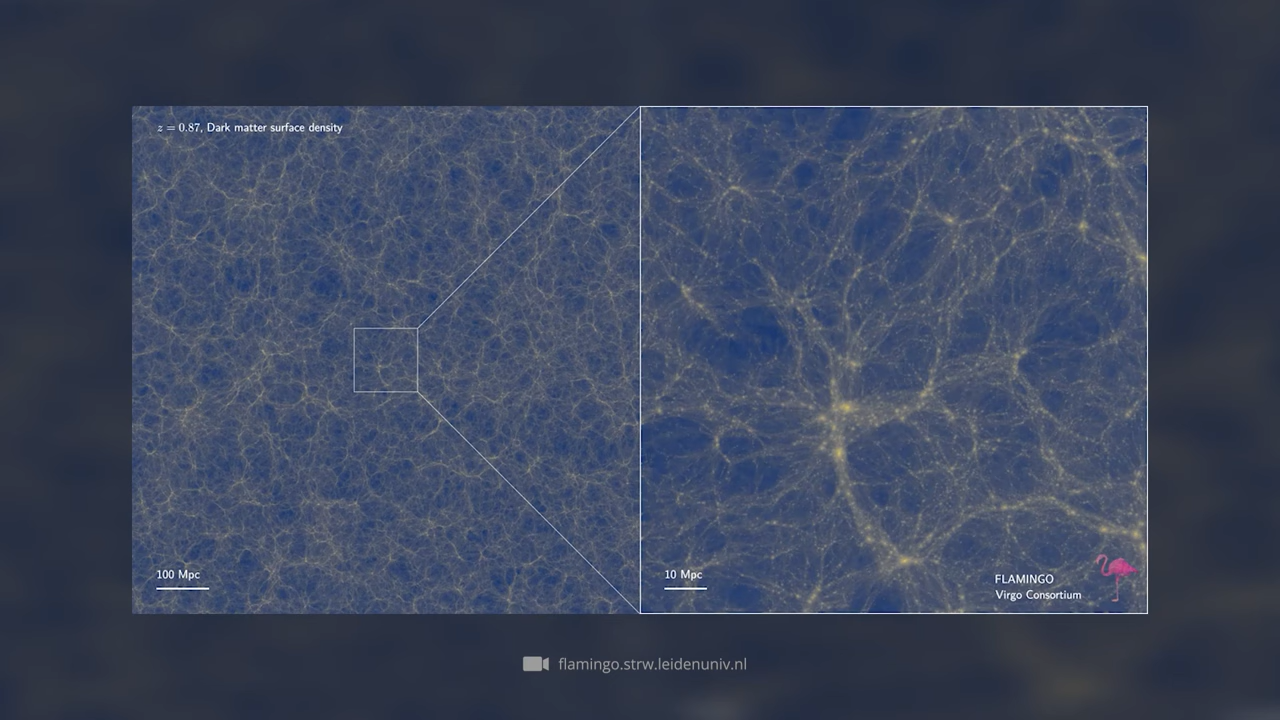 z = 0.87, Dark matter surface density
100 Mpc
10 Mpc
FLAMINGO
Virgo Consortium
flamingo.strw.leidenuniv.nl